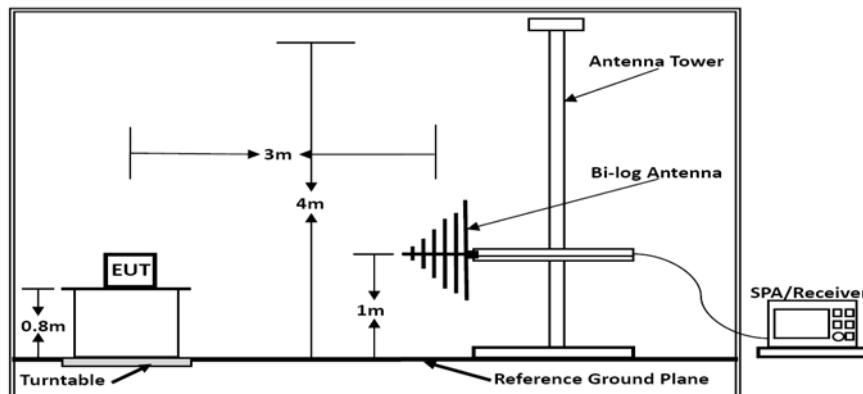 Antenna Tower
3m
Bi-log Antenna
4m
EUT
1m
SPA/Receiver
0.8m
Turntable
Reference Ground Plane